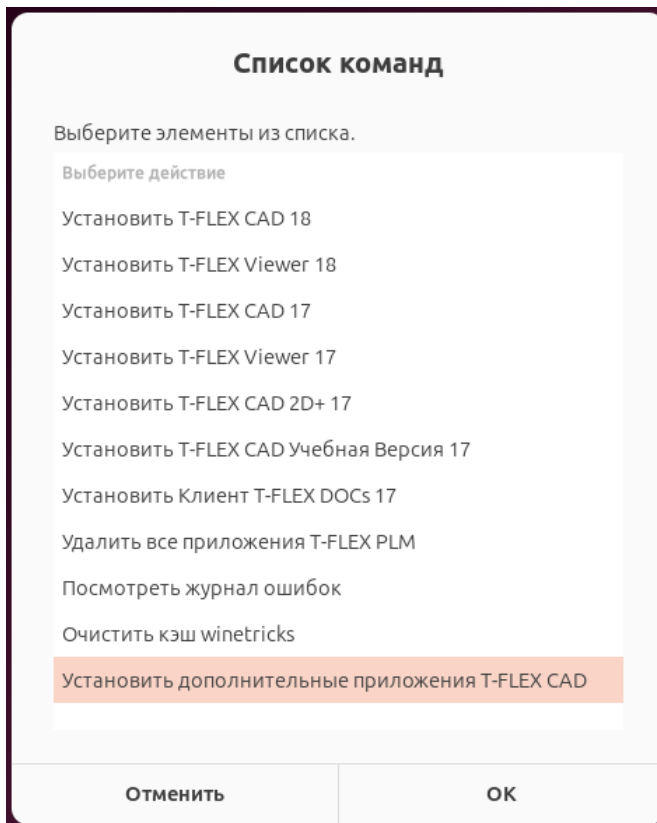 Список команд
Выберите элементы из списка.
Выберите действие
Установить T-FLEX CAD 18
Установить T-FLEX Viewer 18
Установить T-FLEX CAD 17
Установить T-FLEX Viewer 17
Установить T-FLEX CAD 2D+ 17
Установить T-FLEX CAD Учебная Версия 17
Установить Клиент T-FLEX DOCs 17
Удалить все приложения T-FLEX PLM
Посмотреть журнал ошибок
Очистить кэш winetricks
Установить дополнительные приложения T-FLEX CAD
Отменить
ОК